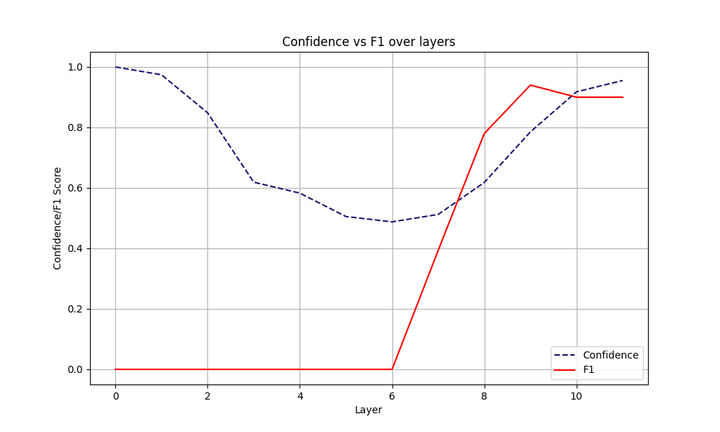 Confidence vs F1 over layers
Confidence/F1 Score
1.0
0.8
0.6
0.4
0.2
0.0
0 2 4 6 8 10
Layer
Confidence
F1